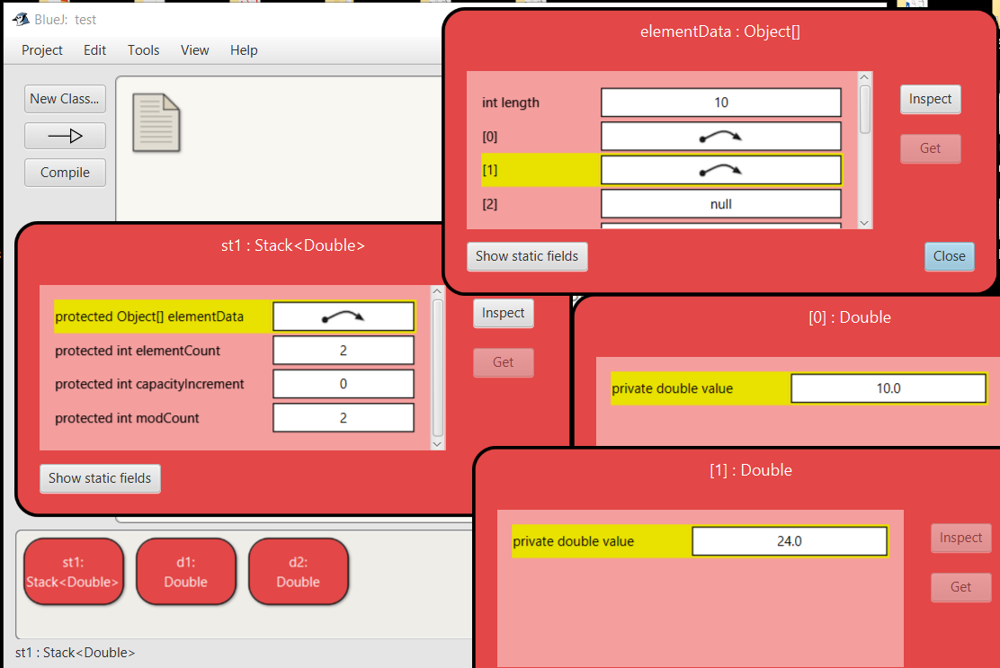 BlueJ: test
Project Edit Tools View Help
New Class...
Compile
elementData : Object[]
int length 10
[0]
[1]
[2] null
Inspect
Get
Show static fields
Close
st1 : Stack<Double>
protected Object[] elementData
protected int elementCount 2
protected int capacityIncrement 0
protected int modCount 2
Inspect
Get
Show static fields
[0] : Double
private double value 10.0
[1] : Double
private double value 24.0
Inspect
Get
st1:
Stack<Double>
d1:
Double
d2:
Double
st1 : Stack<Double>